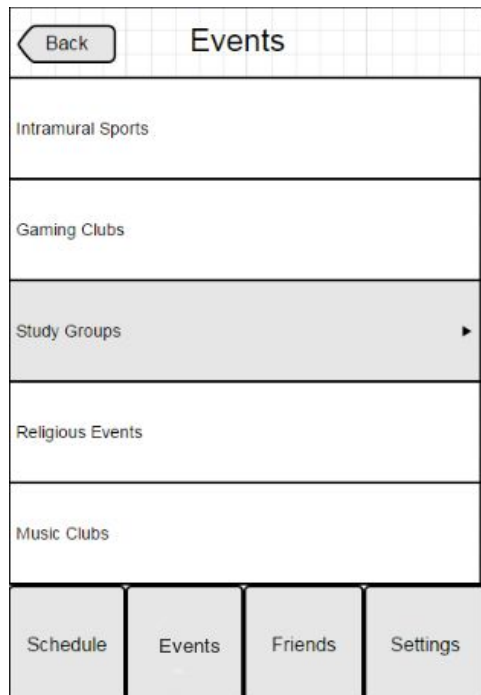 Back
Events
Intramural Sports
Gaming Clubs
Study Groups
Religious Events
Music Clubs
Schedule
Events
Friends
Settings